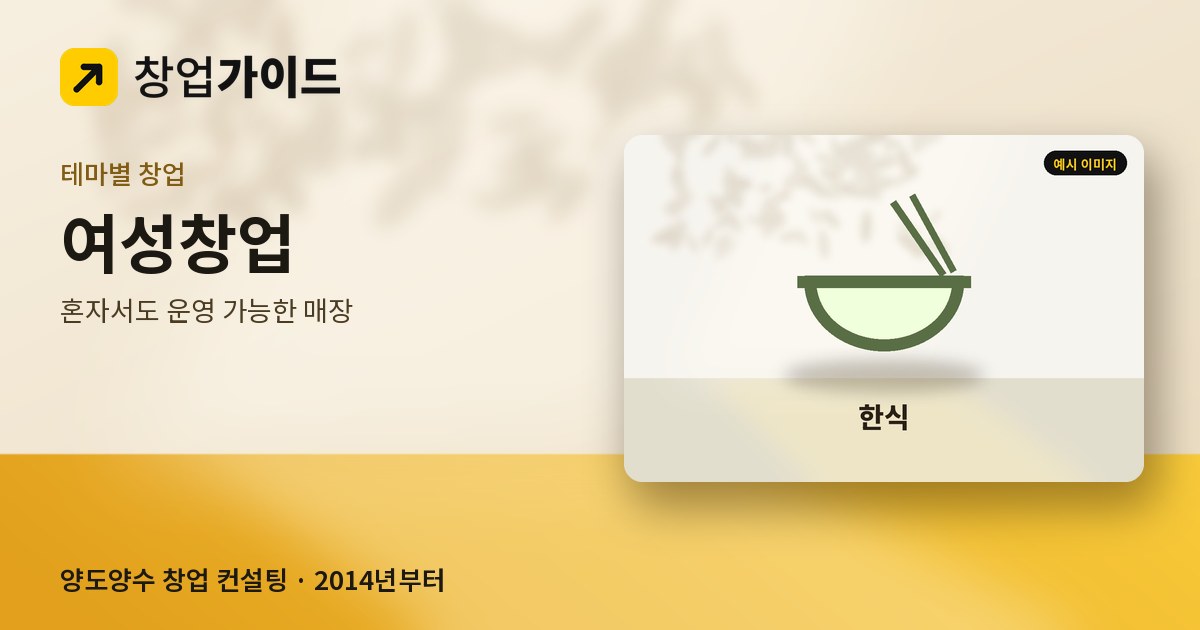 창업가이드
테마별 창업
여성창업
혼자서도 운영 가능한 매장
예시 이미지
한식
양도양수 창업 컨설팅 · 2014년부터